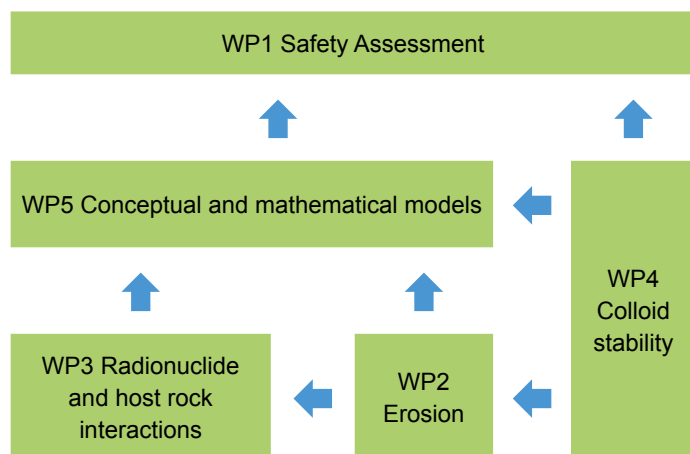 WP1 Safety Assessment
WP5 Conceptual and mathematical models
WP4
Colloid
stability
WP3 Radionuclide
and host rock
interactions
WP2
Erosion